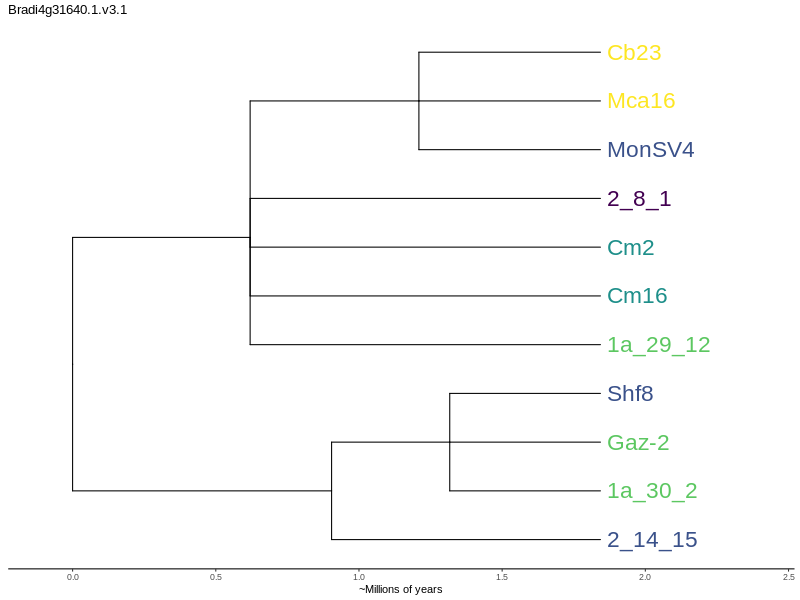 Bradi4g31640.1.v3.1
Cb23
Mca16
MonSV4
2_8_1
Cm2
Cm16
1a_29_12
Shf8
Gaz-2
1a_30_2
2_14_15
0.0 0.5 1.0 1.5 2.0 2.5
~Millions of years